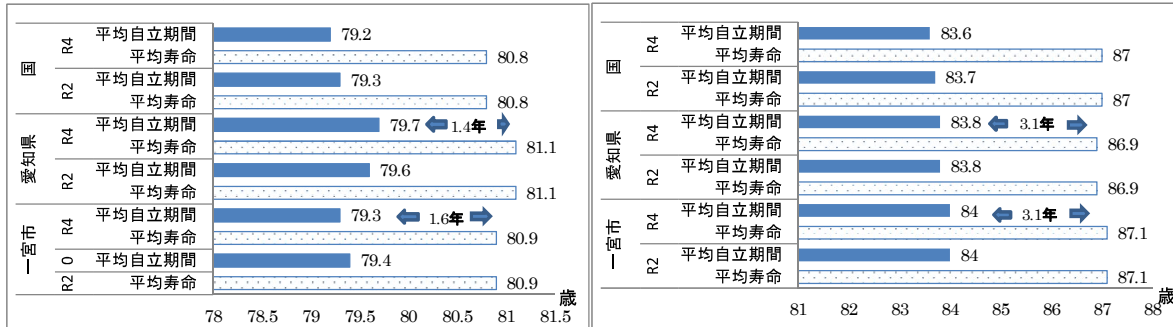 国
R4
平均自立期間
79.2
平均寿命
80.8
R2
平均自立期間
79.3
平均寿命
80.8
愛知県
R4
平均自立期間
79.7
1.4年
平均寿命
81.1
R2
平均自立期間
79.6
平均寿命
81.1
一宮市
R4
平均自立期間
79.3
1.6年
平均寿命
80.9
0
平均自立期間
79.4
R2
平均寿命
80.9
歳
78 78.5 79 79.5 80 80.5 81 81.5
国
R4
平均自立期間
83.6
平均寿命
87
R2
平均自立期間
83.7
平均寿命
87
愛知県
R4
平均自立期間
83.8
3.1年
平均寿命
86.9
R2
平均自立期間
83.8
平均寿命
86.9
一宮市
R4
平均自立期間
84
3.1年
平均寿命
87.1
R2
平均自立期間
84
平均寿命
87.1
歳
81 82 83 84 85 86 87 88